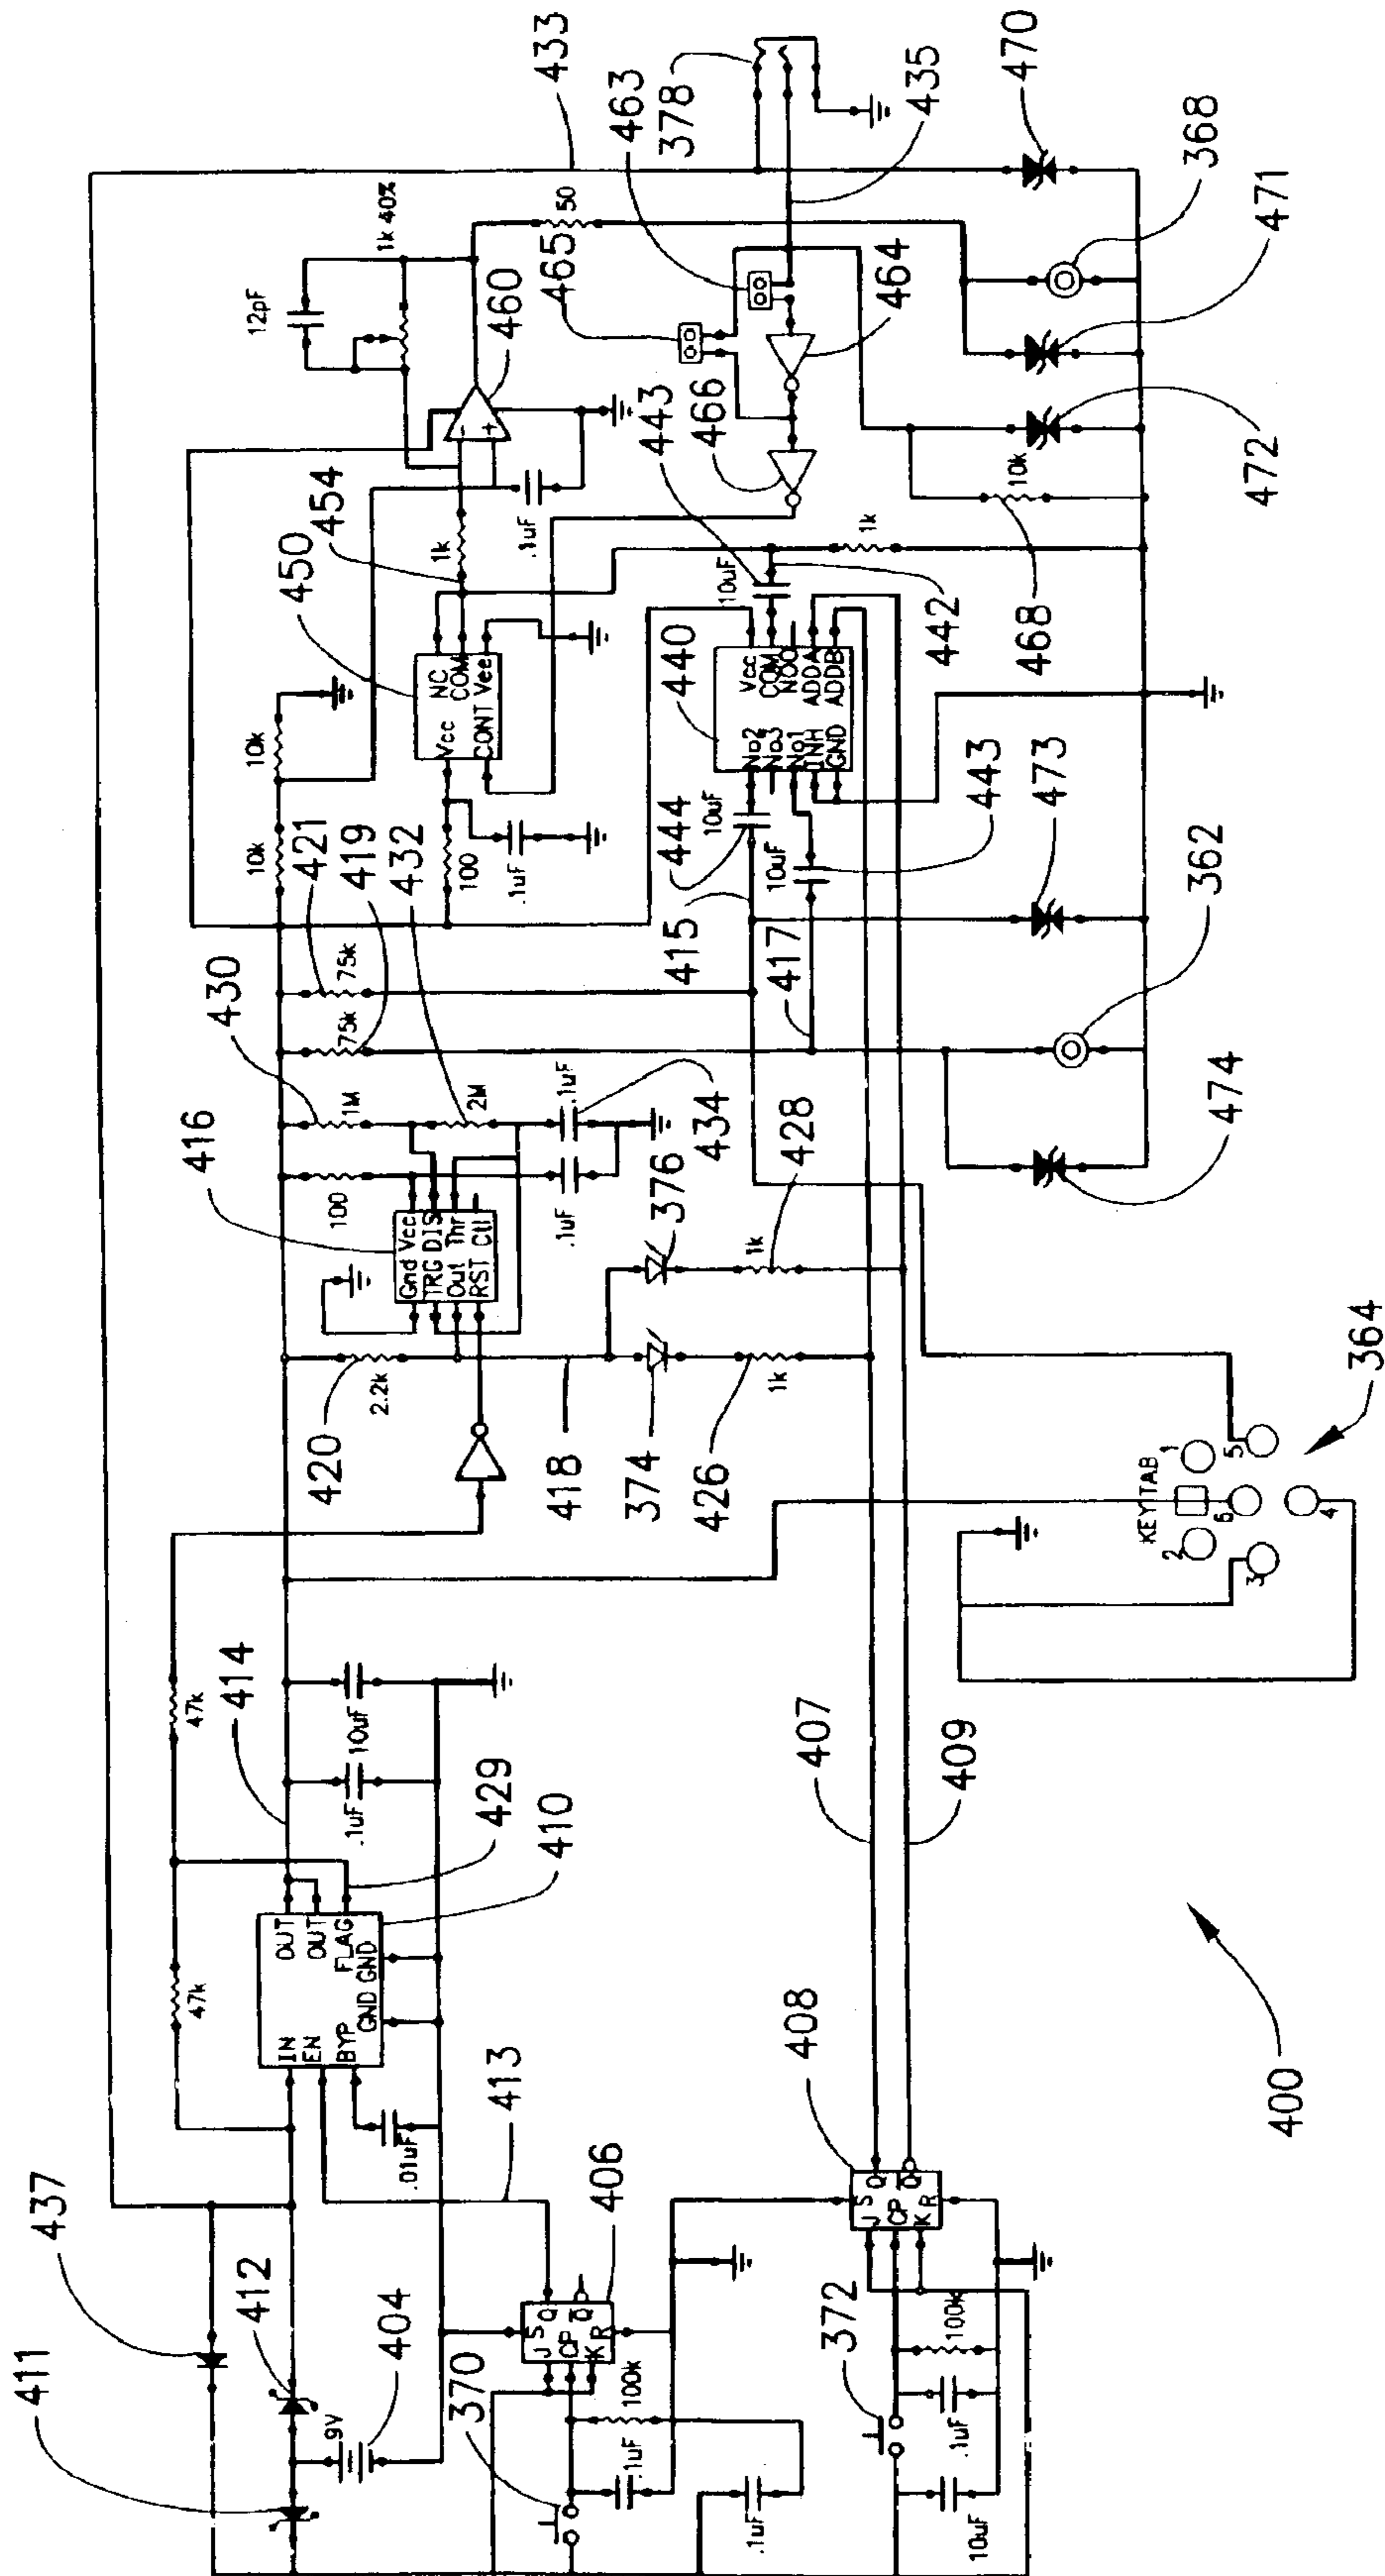 437
411
412
404
9V
370
413
406
372
408
400
47k
47k
414
429
410
.1uF
10uF
.01uF
IN
EN
BYP
OUT
OUT
FLAG
GND GND
J S Q
CP
K R Q
100k
.1uF
.1uF
J S Q
CP
K R Q
100k
.1uF
10uF
407
409
416
430
421
419
432
420
2.2k
418
374
426
1k
376
428
1k
434
.1uF
.1uF
100
1M
2M
75k
75k
Gnd Vcc
TRG DIS
Out Thr
RST Ctl
KEYTAB
1
2
3
4
5
6
364
10k
10k
450
454
Vcc NC
COM
CONT Vee
100
.1uF
1k
.1uF
460
12pF
1k 40%
50
433
463
378
465
435
464
466
443
440
No2 Vcc
No3 COM
No1 NOO
INH ADDA
GND ADDB
10uF
442
1k
444
10uF
415
10uF
443
417
473
362
474
468
10k
472
471
368
470